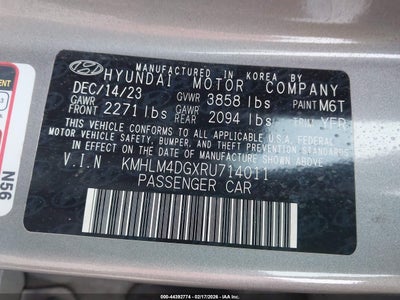 MANUFACTURED IN KOREA BY
HYUNDAI MOTOR COMPANY
DEC/14/23 GVWR 3858 lbs PAINT M6T
GAWR FRONT 2271 lbs GAWR REAR 2094 lbs TRIM YFR
THIS VEHICLE CONFORMS TO ALL APPLICABLE U.S.A. FEDERAL
MOTOR VEHICLE SAFETY, BUMPER, AND THEFT PREVENTION STANDARDS
IN EFFECT ON THE DATE OF MANUFACTURE SHOWN ABOVE.
V.I.N KMHLM4DGXRU714011
PASSENGER CAR
N56
000-44392774 - 02/17/2026 - IAA, Inc.